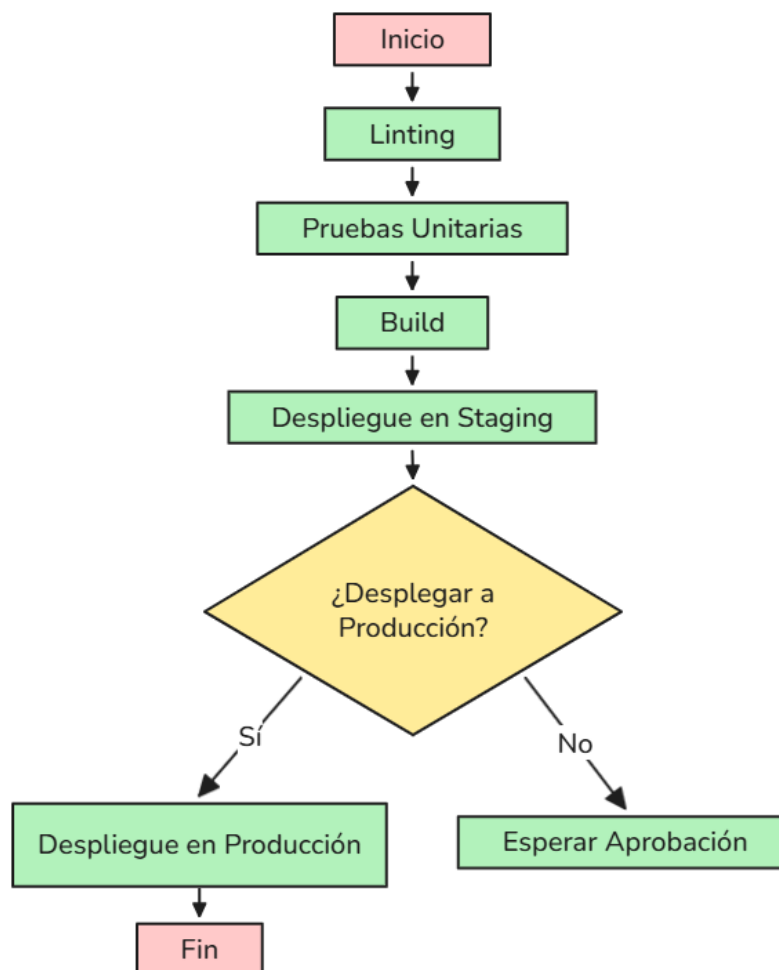 Inicio
Linting
Pruebas Unitarias
Build
Despliegue en Staging
¿Desplegar a
Producción?
Sí
No
Despliegue en Producción
Esperar Aprobación
Fin